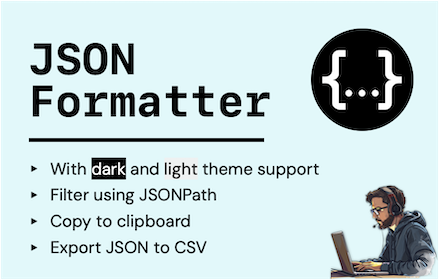 JSON
Formatter
{...}
‣ With dark and light theme support
‣ Filter using JSONPath
‣ Copy to clipboard
‣ Export JSON to CSV